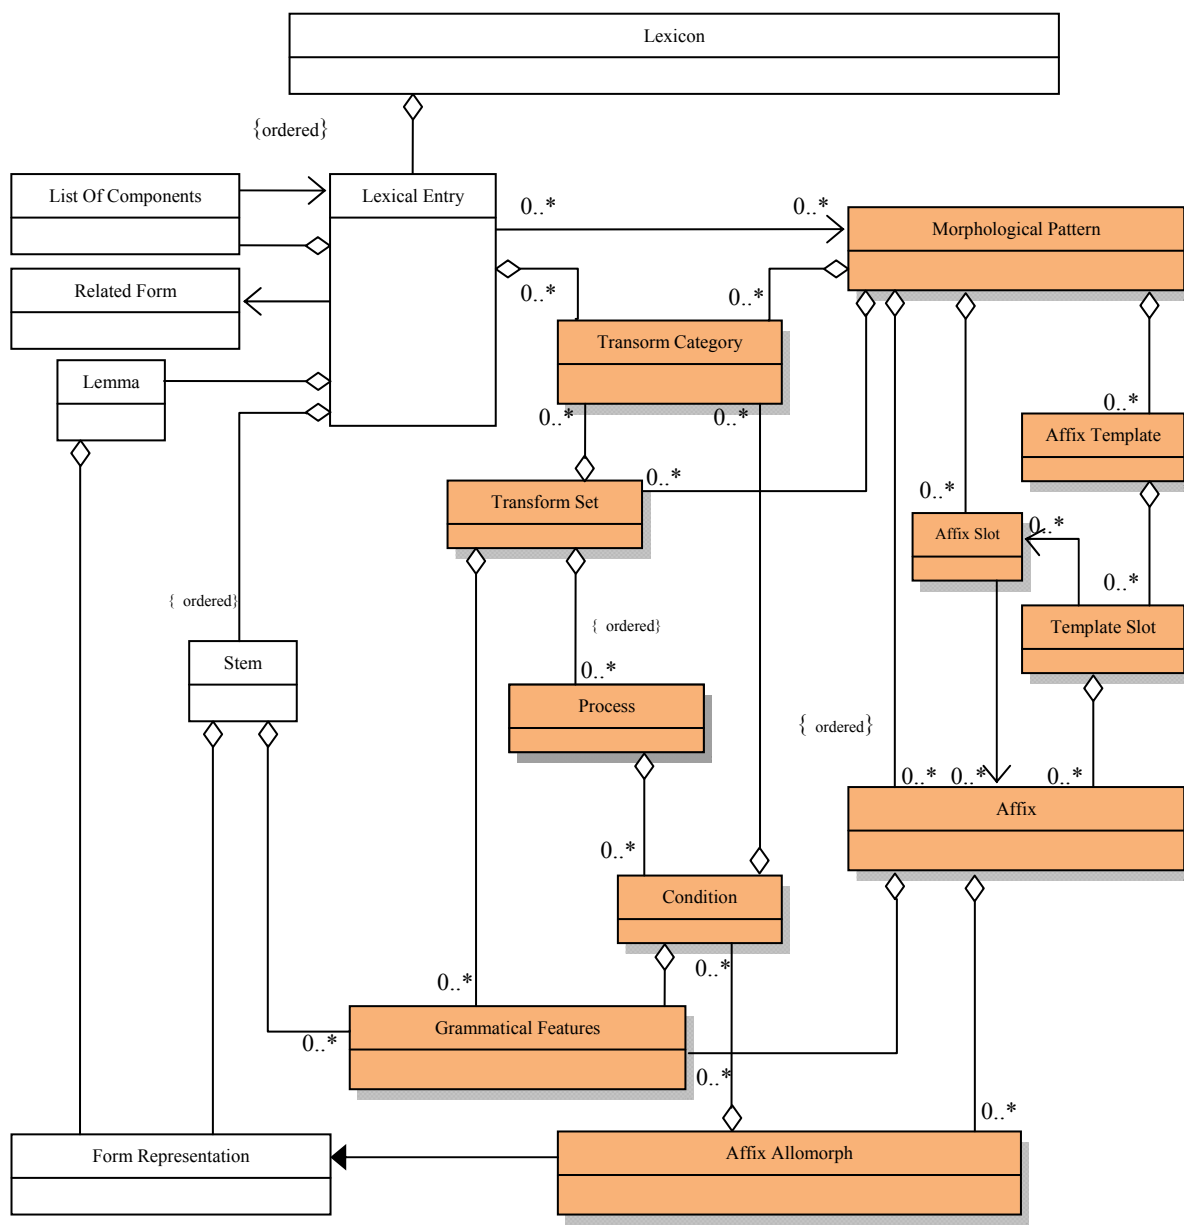 Lexicon
{ordered}
List Of Components
Lexical Entry
0..*
0..*
Morphological Pattern
Related Form
0..*
0..*
Transorm Category
Lemma
0..*
0..*
0..*
Affix Template
0..*
Transform Set
0..*
Affix Slot
0..*
0..*
{ ordered}
{ ordered}
Template Slot
Stem
0..*
Process
{ ordered}
0..*
0..*
0..*
Affix
0..*
Condition
0..*
0..*
Grammatical Features
0..*
0..*
0..*
Form Representation
Affix Allomorph